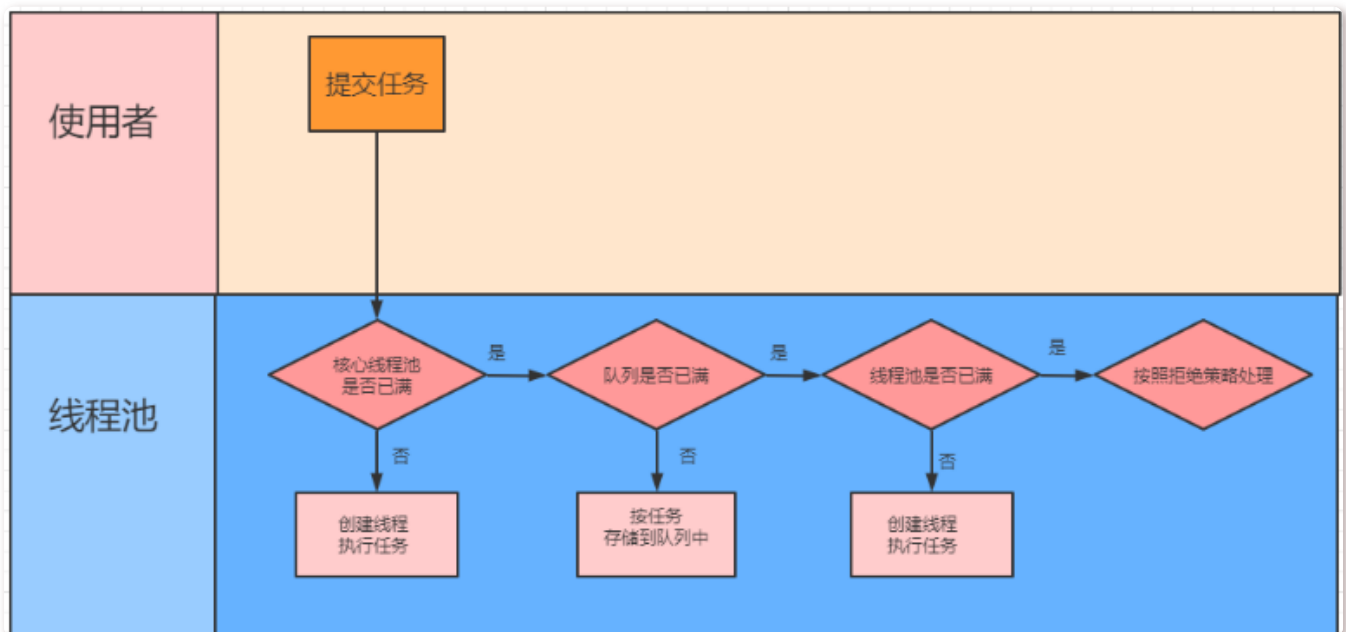 使用者
提交任务
线程池
核心线程池
是否已满
是
队列是否已满
是
线程池是否已满
是
按照拒绝策略处理
否
否
否
创建线程
执行任务
按任务
存储到队列中
创建线程
执行任务